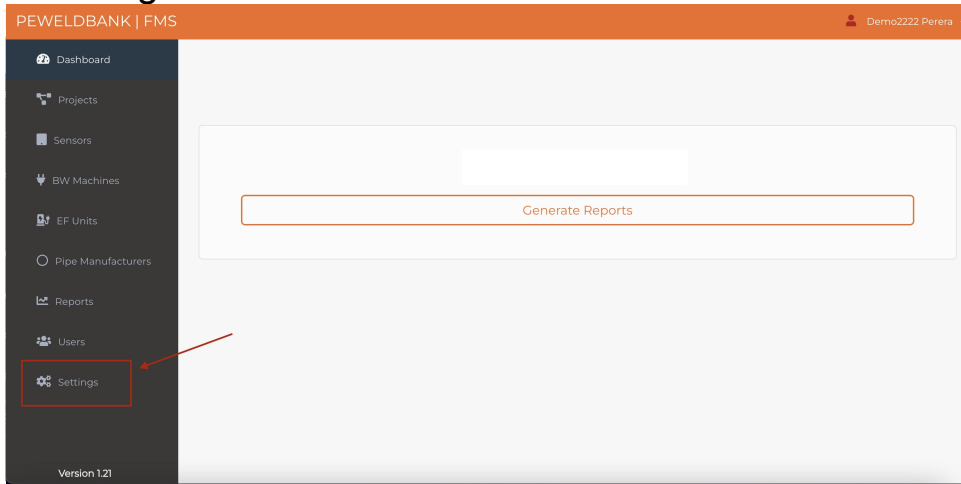 PEWELDBANK | FMS
Demo2222 Perera
Dashboard
Projects
Sensors
BW Machines
EF Units
Pipe Manufacturers
Reports
Users
Settings
Version 1.21
Generate Reports